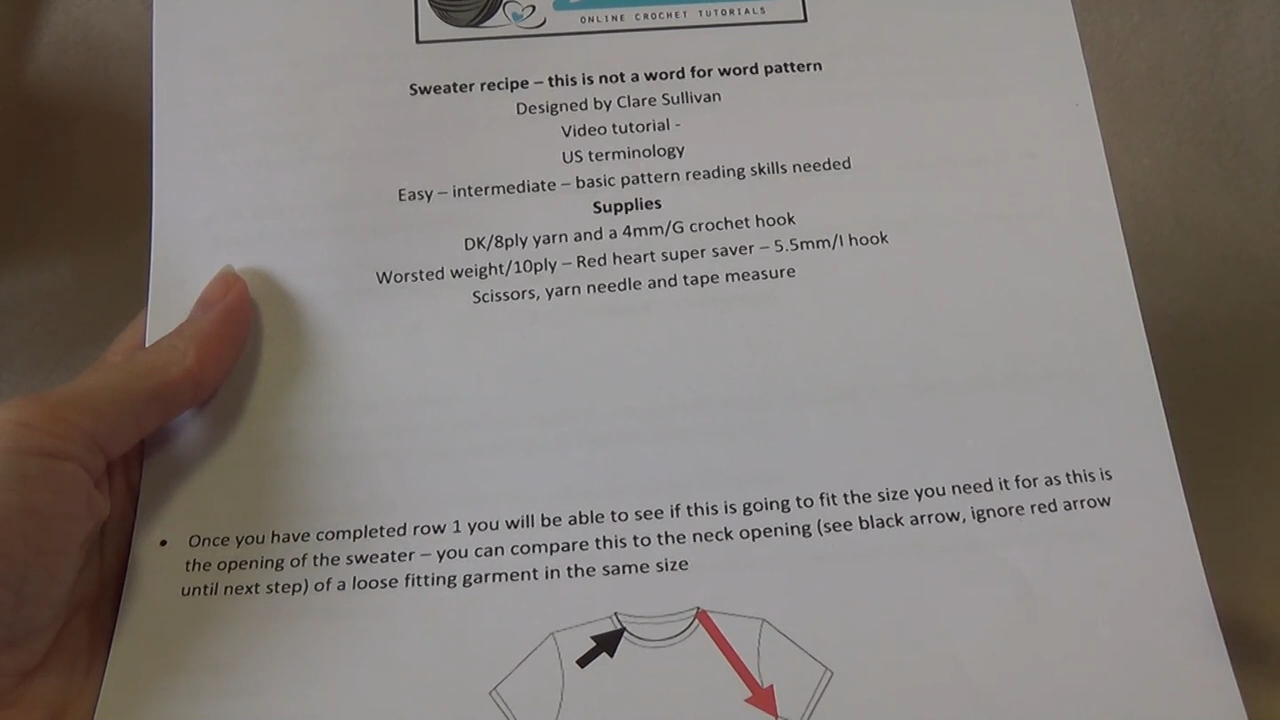 ONLINE CROCHET TUTORIALS
Sweater recipe – this is not a word for word pattern
Designed by Clare Sullivan
Video tutorial -
US terminology
Easy – intermediate – basic pattern reading skills needed
Supplies
DK/8ply yarn and a 4mm/G crochet hook
Worsted weight/10ply – Red heart super saver – 5.5mm/I hook
Scissors, yarn needle and tape measure
• Once you have completed row 1 you will be able to see if this is going to fit the size you need it for as this is
the opening of the sweater – you can compare this to the neck opening (see black arrow, ignore red arrow
until next step) of a loose fitting garment in the same size